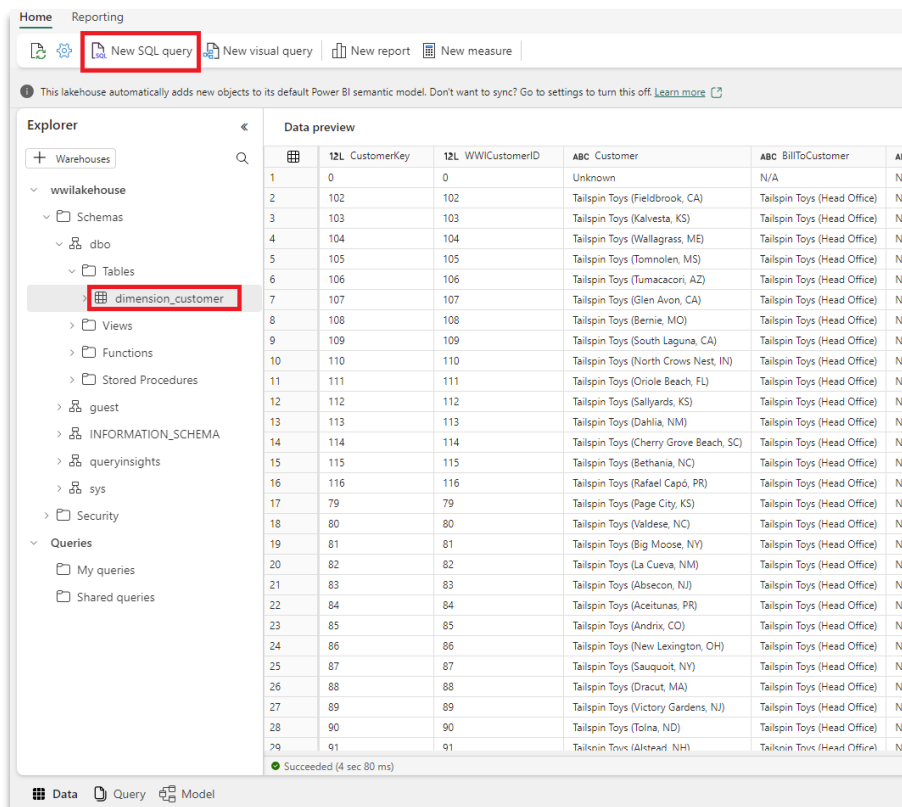 Home Reporting
New SQL query New visual query New report New measure
This lakehouse automatically adds new objects to its default Power BI semantic model. Don't want to sync? Go to settings to turn this off. Learn more
Explorer «
+ Warehouses
wwilakehouse
Schemas
dbo
Tables
dimension_customer
Views
Functions
Stored Procedures
guest
INFORMATION_SCHEMA
queryinsights
sys
Security
Queries
My queries
Shared queries
Data preview
12L CustomerKey 12L WWICustomerID ABC Customer ABC BillToCustomer
1 0 0 Unknown N/A N
2 102 102 Tailspin Toys (Fieldbrook, CA) Tailspin Toys (Head Office) N
3 103 103 Tailspin Toys (Kalvesta, KS) Tailspin Toys (Head Office) N
4 104 104 Tailspin Toys (Wallagrass, ME) Tailspin Toys (Head Office) N
5 105 105 Tailspin Toys (Tomnolen, MS) Tailspin Toys (Head Office) N
6 106 106 Tailspin Toys (Tumacacori, AZ) Tailspin Toys (Head Office) N
7 107 107 Tailspin Toys (Glen Avon, CA) Tailspin Toys (Head Office) N
8 108 108 Tailspin Toys (Bernie, MO) Tailspin Toys (Head Office) N
9 109 109 Tailspin Toys (South Laguna, CA) Tailspin Toys (Head Office) N
10 110 110 Tailspin Toys (North Crows Nest, IN) Tailspin Toys (Head Office) N
11 111 111 Tailspin Toys (Oriole Beach, FL) Tailspin Toys (Head Office) N
12 112 112 Tailspin Toys (Sallyards, KS) Tailspin Toys (Head Office) N
13 113 113 Tailspin Toys (Dahlia, NM) Tailspin Toys (Head Office) N
14 114 114 Tailspin Toys (Cherry Grove Beach, SC) Tailspin Toys (Head Office) N
15 115 115 Tailspin Toys (Bethania, NC) Tailspin Toys (Head Office) N
16 116 116 Tailspin Toys (Rafael Capó, PR) Tailspin Toys (Head Office) N
17 79 79 Tailspin Toys (Page City, KS) Tailspin Toys (Head Office) N
18 80 80 Tailspin Toys (Valdese, NC) Tailspin Toys (Head Office) N
19 81 81 Tailspin Toys (Big Moose, NY) Tailspin Toys (Head Office) N
20 82 82 Tailspin Toys (La Cueva, NM) Tailspin Toys (Head Office) N
21 83 83 Tailspin Toys (Absecon, NJ) Tailspin Toys (Head Office) N
22 84 84 Tailspin Toys (Aceitunas, PR) Tailspin Toys (Head Office) N
23 85 85 Tailspin Toys (Andrix, CO) Tailspin Toys (Head Office) N
24 86 86 Tailspin Toys (New Lexington, OH) Tailspin Toys (Head Office) N
25 87 87 Tailspin Toys (Sauquoit, NY) Tailspin Toys (Head Office) N
26 88 88 Tailspin Toys (Dracut, MA) Tailspin Toys (Head Office) N
27 89 89 Tailspin Toys (Victory Gardens, NJ) Tailspin Toys (Head Office) N
28 90 90 Tailspin Toys (Tolna, ND) Tailspin Toys (Head Office) N
29 91 91 Tailspin Toys (Alstead, NH) Tailspin Toys (Head Office) N
Succeeded (4 sec 80 ms)
Data Query Model